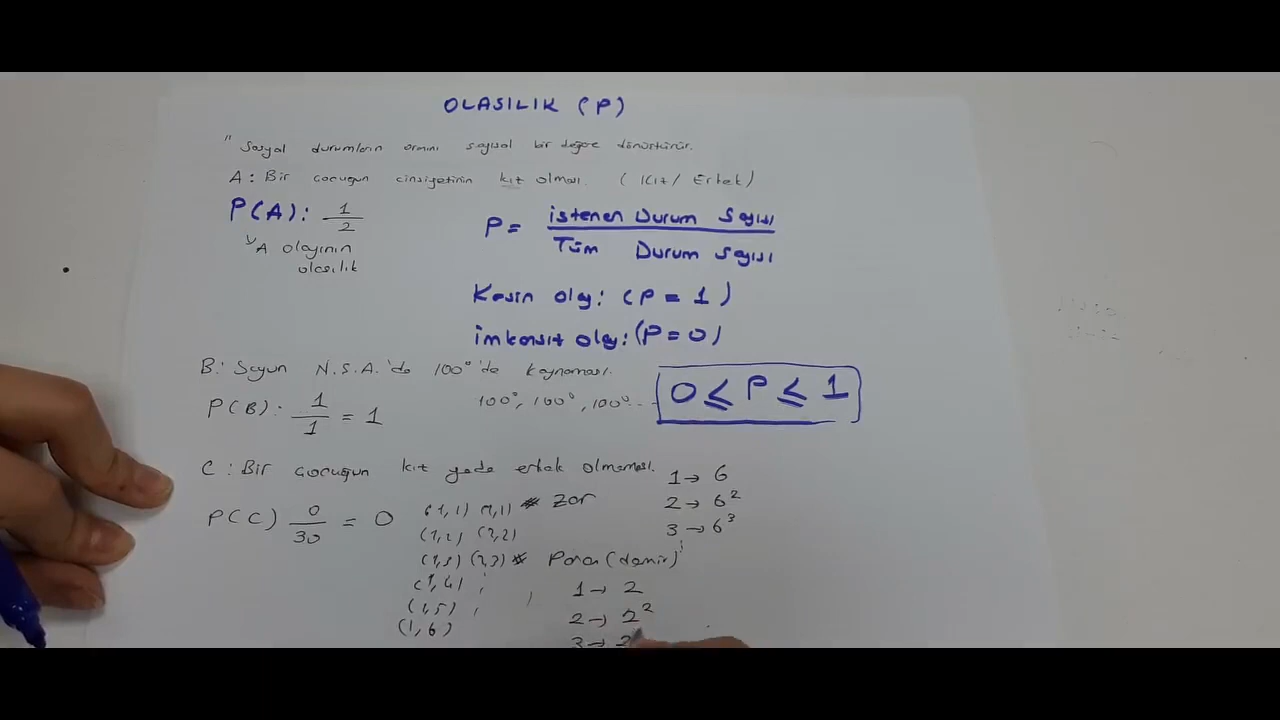 OLASILIK (P)
" Sosyal durumların sayısal bir değere dönüştürür.
A: Bir çocuğun cinsiyetinin kız olması. (Kız/ Erkek)
P(A): 1/2
A olayının
olasılık
P = istenen Durum Sayısı
Tüm Durum Sayısı
Kesin olay: (P = 1)
imkansız olay: (P = 0)
B: Suyun N.Ş.A.'da 100°'de kaynaması.
0 ≤ P ≤ 1
P(B): 1/1 = 1
100°, 100°, 100°...
C: Bir çocuğun kız yada erkek olmaması.
P(C) 0/30 = 0
(1,1) (2,1) * Zar
(1,2) (2,2)
(1,3) (2,3) * Para (demir)
(1,4)
(1,5)
(1,6)
1 → 6
2 → 6²
3 → 6³
1 → 2
2 → 2²
3 → 2